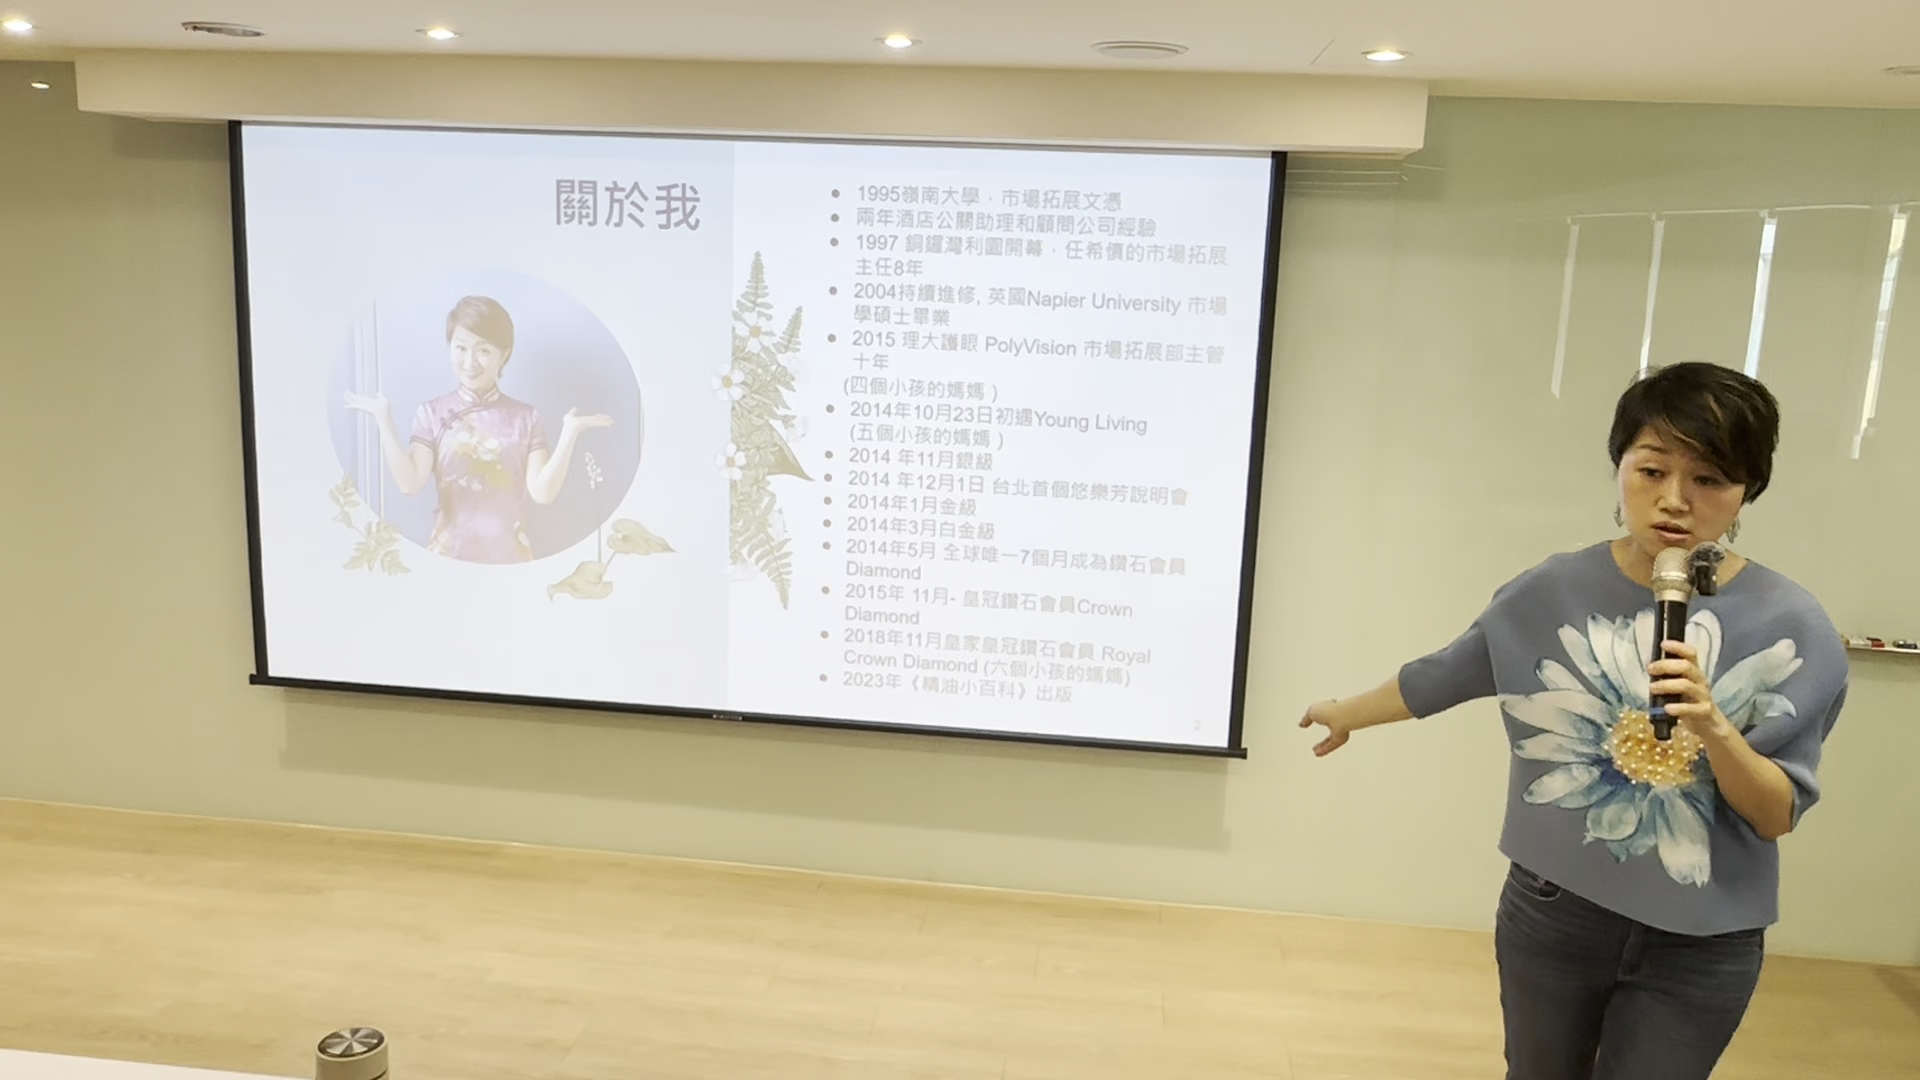 關於我
• 1995嶺南大學，市場拓展文憑
• 兩年酒店公關助理和顧問公司經驗
• 1997 銅鑼灣利園開幕，任希慎的市場拓展
主任8年
• 2004持續進修, 英國Napier University 市場
學碩士畢業
• 2015 理大護眼 PolyVision 市場拓展部主管
十年
(四個小孩的媽媽 )
• 2014年10月23日初遇Young Living
(五個小孩的媽媽 )
• 2014 年11月銀級
• 2014 年12月1日 台北首個悠樂芳說明會
• 2014年1月金級
• 2014年3月白金級
• 2014年5月 全球唯一7個月成為鑽石會員
Diamond
• 2015年 11月- 皇冠鑽石會員Crown
Diamond
• 2018年11月皇家皇冠鑽石會員 Royal
Crown Diamond (六個小孩的媽媽)
• 2023年《精油小百科》出版
2